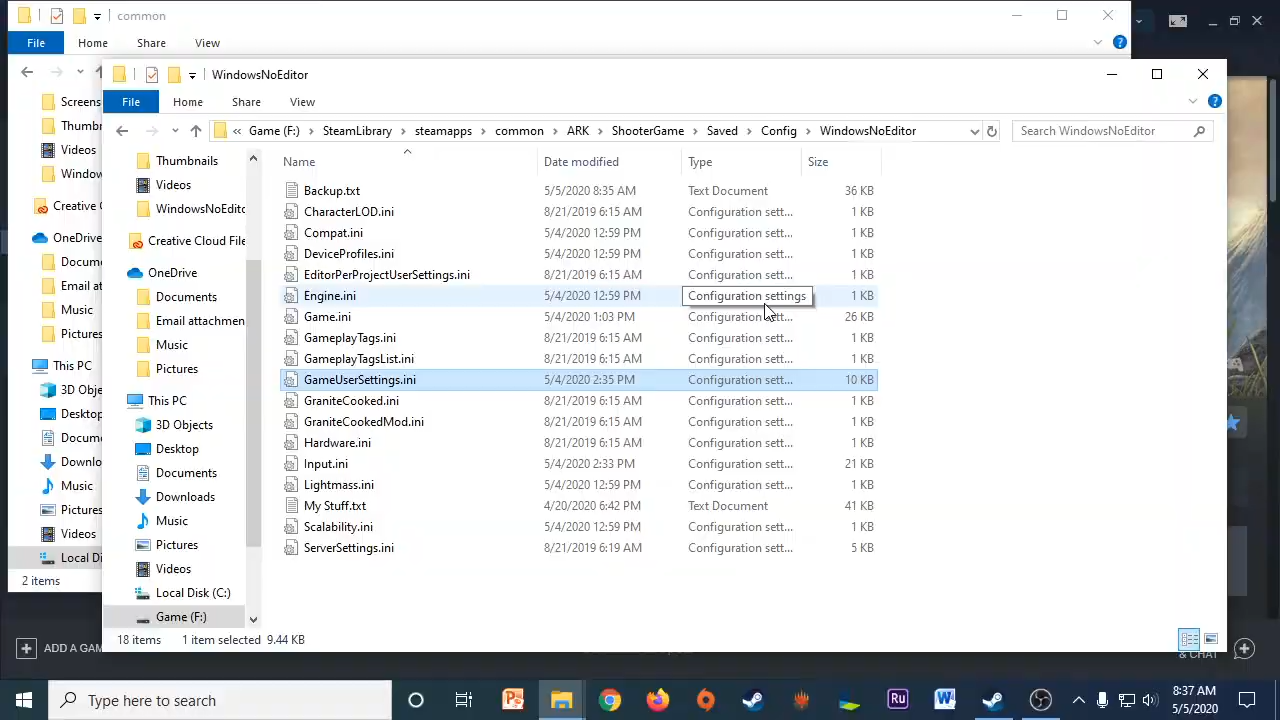 common
File Home Share View
WindowsNoEditor
File Home Share View
« Game (F:) SteamLibrary steamapps common ARK ShooterGame Saved Config WindowsNoEditor
Search WindowsNoEditor
Screens
Thumb
Videos
Window
Creative C
OneDrive
Docume
Email at
Music
Pictures
This PC
3D Obje
Desktop
Docum
Downlo
Music
Pictures
Videos
Local D
2 items
Thumbnails
Videos
WindowsNoEdito
Creative Cloud File
OneDrive
Documents
Email attachmen
Music
Pictures
This PC
3D Objects
Desktop
Documents
Downloads
Music
Pictures
Videos
Local Disk (C:)
Game (F:)
Name Date modified Type Size
Backup.txt 5/5/2020 8:35 AM Text Document 36 KB
CharacterLOD.ini 8/21/2019 6:15 AM Configuration sett... 1 KB
Compat.ini 5/4/2020 12:59 PM Configuration sett... 1 KB
DeviceProfiles.ini 5/4/2020 12:59 PM Configuration sett... 1 KB
EditorPerProjectUserSettings.ini 8/21/2019 6:15 AM Configuration sett... 1 KB
Engine.ini 5/4/2020 12:59 PM Configuration settings 1 KB
Game.ini 5/4/2020 1:03 PM Configuration sett... 26 KB
GameplayTags.ini 8/21/2019 6:15 AM Configuration sett... 1 KB
GameplayTagsList.ini 8/21/2019 6:15 AM Configuration sett... 1 KB
GameUserSettings.ini 5/4/2020 2:35 PM Configuration sett... 10 KB
GraniteCooked.ini 8/21/2019 6:15 AM Configuration sett... 1 KB
GraniteCookedMod.ini 8/21/2019 6:15 AM Configuration sett... 1 KB
Hardware.ini 8/21/2019 6:15 AM Configuration sett... 1 KB
Input.ini 5/4/2020 2:33 PM Configuration sett... 21 KB
Lightmass.ini 5/4/2020 12:59 PM Configuration sett... 1 KB
My Stuff.txt 4/20/2020 6:42 PM Text Document 41 KB
Scalability.ini 5/4/2020 12:59 PM Configuration sett... 1 KB
ServerSettings.ini 8/21/2019 6:19 AM Configuration sett... 5 KB
18 items 1 item selected 9.44 KB
ADD A GAM
& CHAT
Type here to search
Ru
8:37 AM
5/5/2020